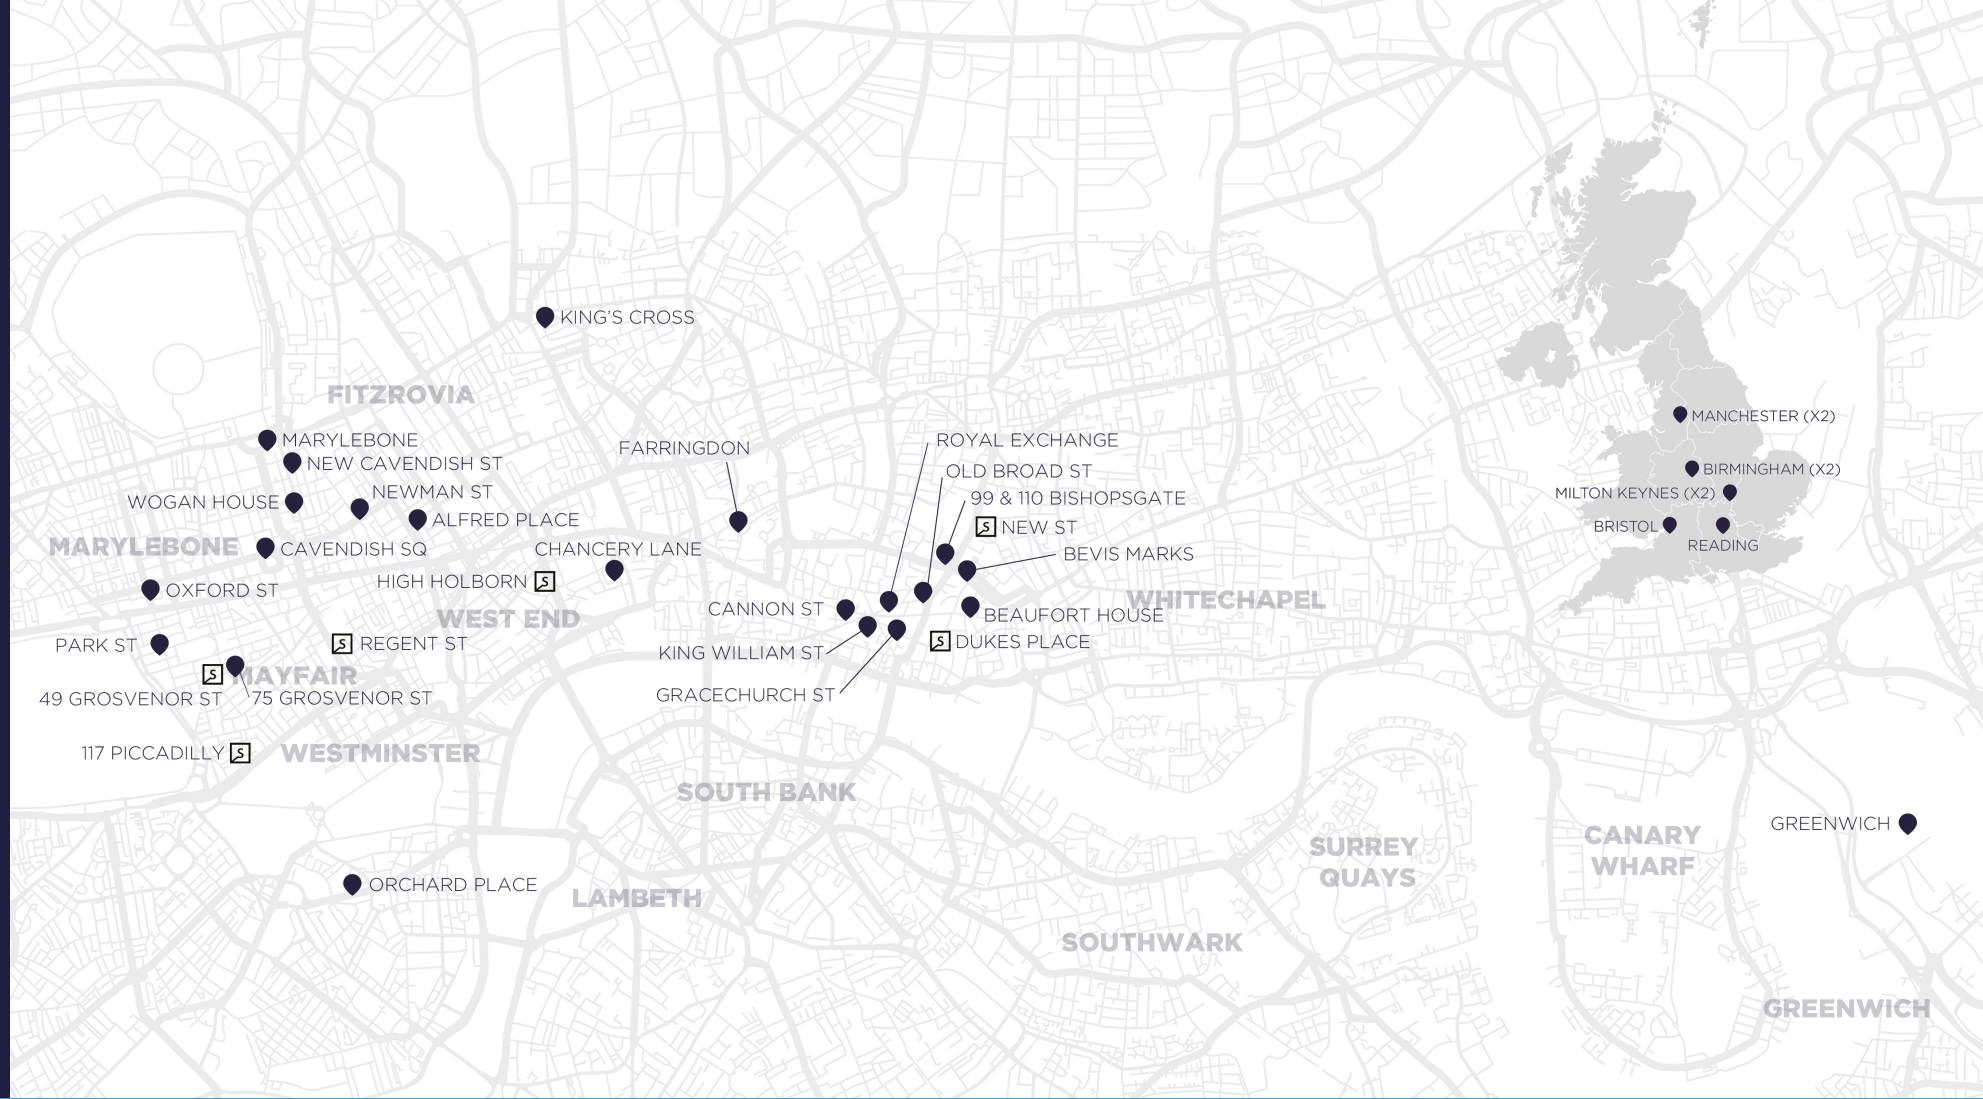 KING'S CROSS
FITZROVIA
MARYLEBONE
NEW CAVENDISH ST
WOGAN HOUSE
NEWMAN ST
ALFRED PLACE
MARYLEBONE
CAVENDISH SQ
CHANCERY LANE
HIGH HOLBORN
S
OXFORD ST
WEST END
PARK ST
S
REGENT ST
S
MAYFAIR
49 GROSVENOR ST
75 GROSVENOR ST
117 PICCADILLY
S
WESTMINSTER
ORCHARD PLACE
LAMBETH
FARRINGDON
ROYAL EXCHANGE
OLD BROAD ST
99 & 110 BISHOPSGATE
S
NEW ST
BEVIS MARKS
WHITECHAPEL
CANNON ST
BEAUFORT HOUSE
S
DUKES PLACE
KING WILLIAM ST
GRACECHURCH ST
SOUTH BANK
SOUTHWARK
SURREY
QUAYS
CANARY
WHARF
GREENWICH
GREENWICH
MANCHESTER (X2)
BIRMINGHAM (X2)
MILTON KEYNES (X2)
BRISTOL
READING